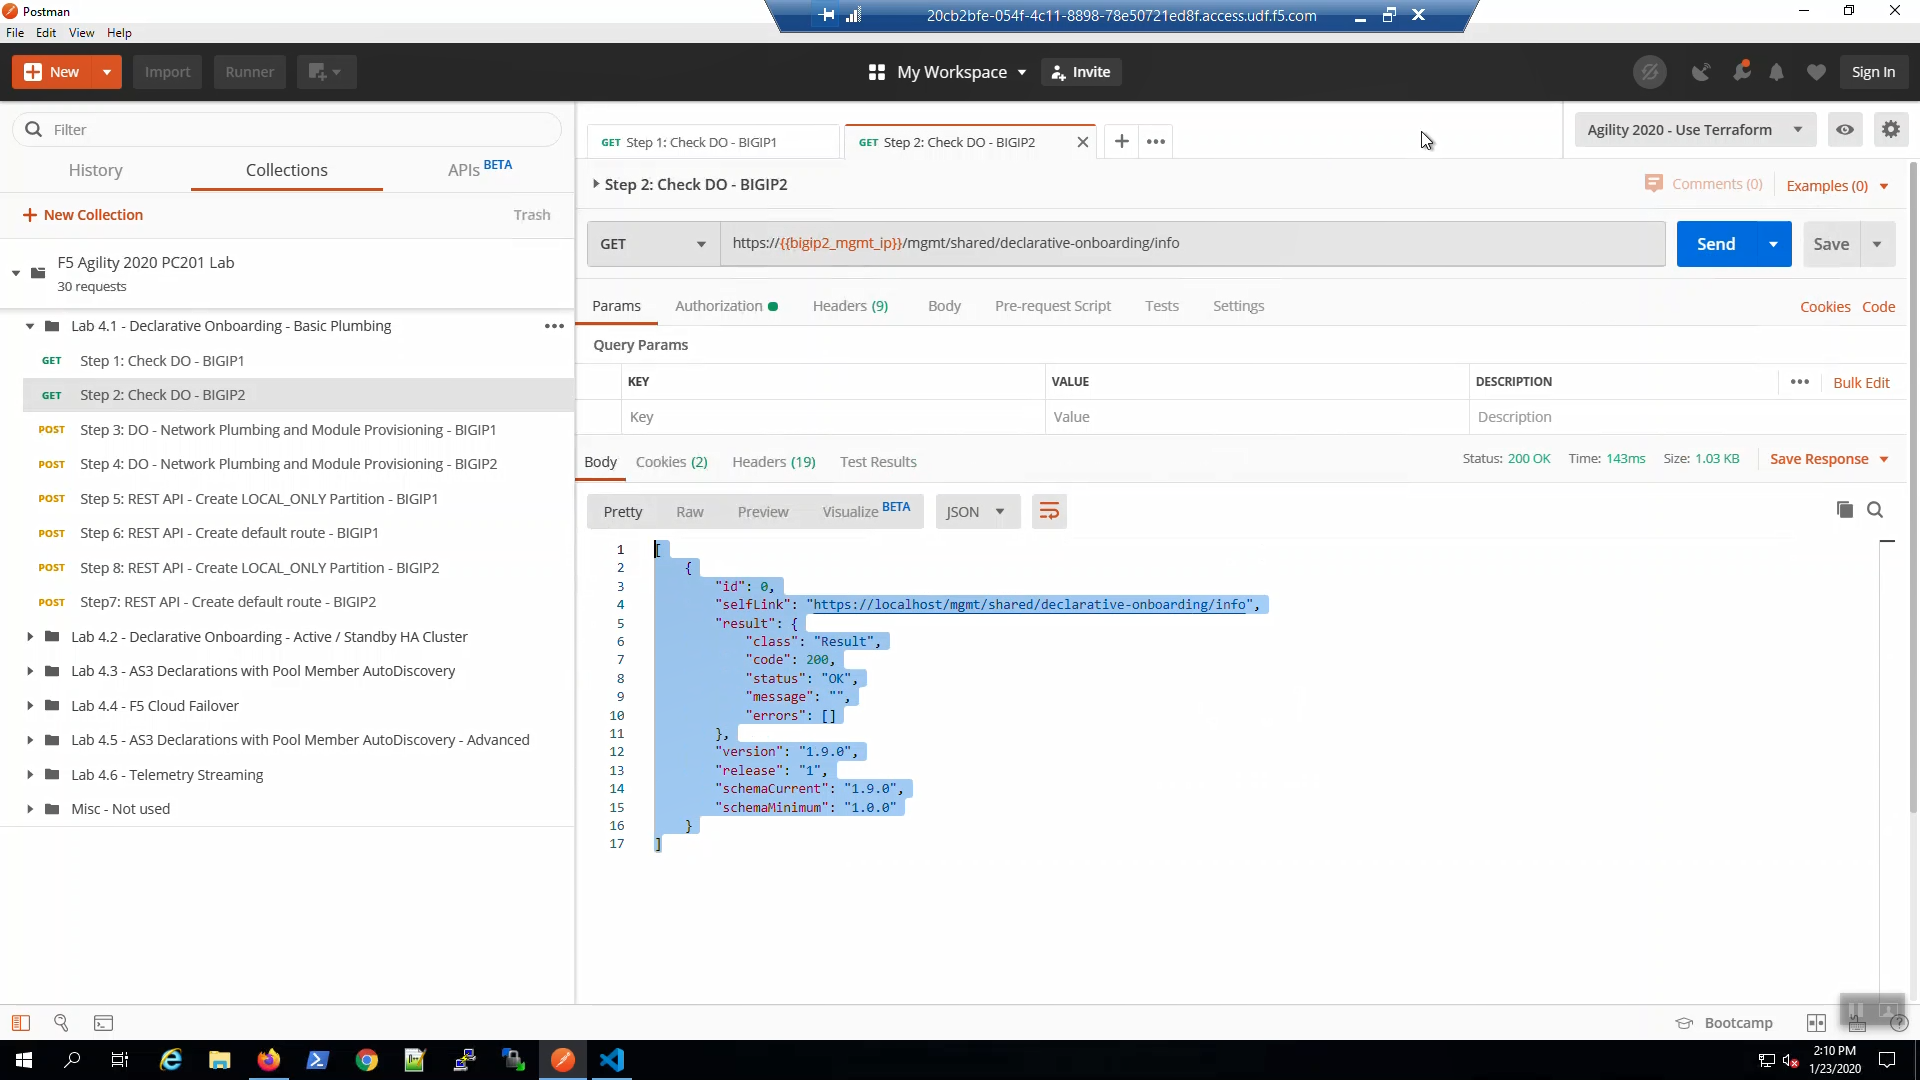 Postman
20cb2bfe-054f-4c11-8898-78e50721ed8f.access.udf.f5.com
File Edit View Help
New Import Runner My Workspace Invite Sign In
Filter
GET Step 1: Check DO - BIGIP1
GET Step 2: Check DO - BIGIP2
Agility 2020 - Use Terraform
History Collections APIs BETA
Step 2: Check DO - BIGIP2
Comments (0) Examples (0)
New Collection Trash
GET https://{{bigip2_mgmt_ip}}/mgmt/shared/declarative-onboarding/info Send Save
F5 Agility 2020 PC201 Lab
30 requests
Params Authorization Headers (9) Body Pre-request Script Tests Settings Cookies Code
Lab 4.1 - Declarative Onboarding - Basic Plumbing
GET Step 1: Check DO - BIGIP1
GET Step 2: Check DO - BIGIP2
POST Step 3: DO - Network Plumbing and Module Provisioning - BIGIP1
POST Step 4: DO - Network Plumbing and Module Provisioning - BIGIP2
POST Step 5: REST API - Create LOCAL_ONLY Partition - BIGIP1
POST Step 6: REST API - Create default route - BIGIP1
POST Step 8: REST API - Create LOCAL_ONLY Partition - BIGIP2
POST Step7: REST API - Create default route - BIGIP2
Lab 4.2 - Declarative Onboarding - Active / Standby HA Cluster
Lab 4.3 - AS3 Declarations with Pool Member AutoDiscovery
Lab 4.4 - F5 Cloud Failover
Lab 4.5 - AS3 Declarations with Pool Member AutoDiscovery - Advanced
Lab 4.6 - Telemetry Streaming
Misc - Not used
Query Params
KEY VALUE DESCRIPTION Bulk Edit
Key Value Description
Body Cookies (2) Headers (19) Test Results Status: 200 OK Time: 143ms Size: 1.03 KB Save Response
Pretty Raw Preview Visualize BETA JSON
1 [
2 {
3 "id": 0,
4 "selfLink": "https://localhost/mgmt/shared/declarative-onboarding/info",
5 "result": {
6 "class": "Result",
7 "code": 200,
8 "status": "OK",
9 "message": "",
10 "errors": []
11 },
12 "version": "1.9.0",
13 "release": "1",
14 "schemaCurrent": "1.9.0",
15 "schemaMinimum": "1.0.0"
16 }
17 ]
Bootcamp
2:10 PM
1/23/2020